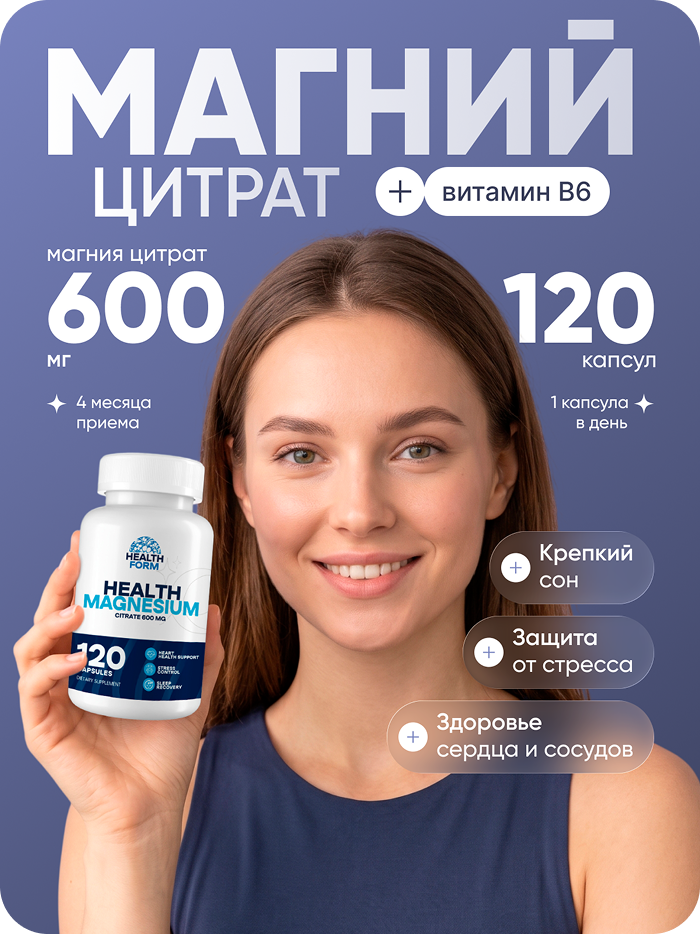 МАГНИЙ
ЦИТРАТ + витамин B6
магния цитрат
600
мг
120
капсул
4 месяца
приема
1 капсула
в день
HEALTH
FORM
HEALTH
MAGNESIUM
CITRATE 600 MG
120
CAPSULES
DIETARY SUPPLEMENT
HEART
HEALTH SUPPORT
STRESS
CONTROL
SLEEP
RECOVERY
+ Крепкий
сон
+ Защита
от стресса
+ Здоровье
сердца и сосудов